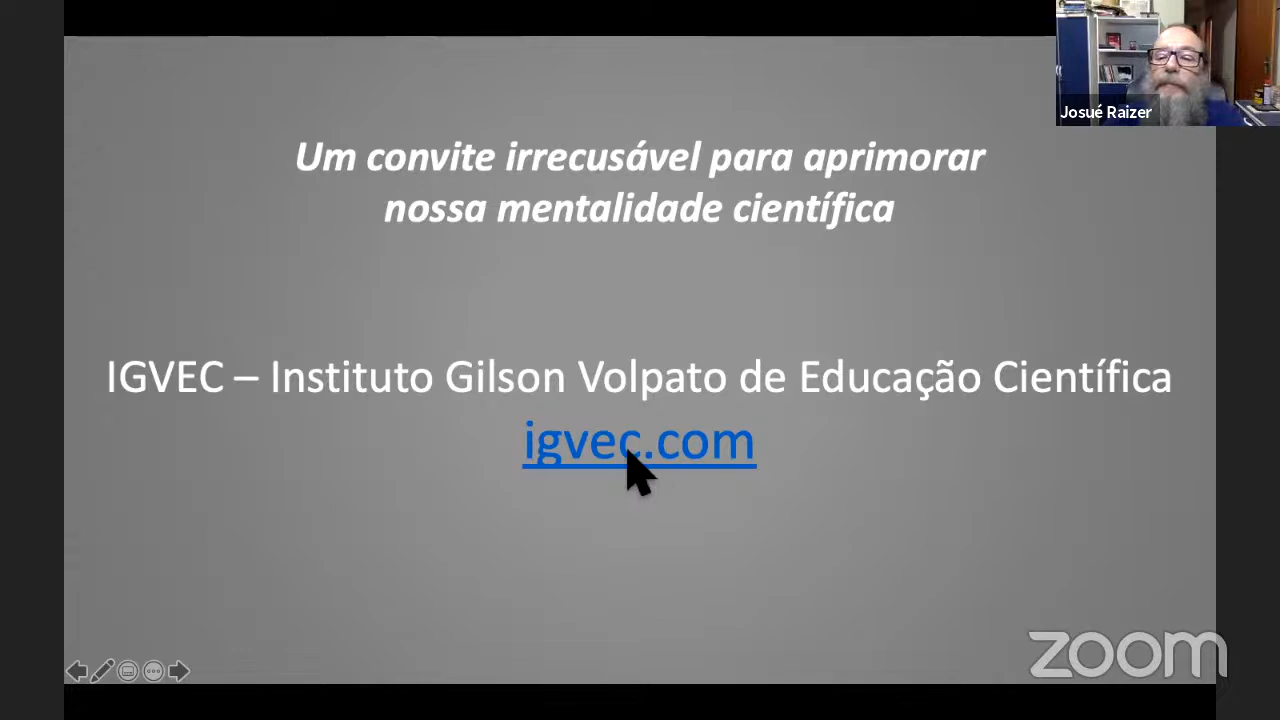 Josué Raizer
Um convite irrecusável para aprimorar
nossa mentalidade científica
IGVEC – Instituto Gilson Volpato de Educação Científica
igvec.com
zoom